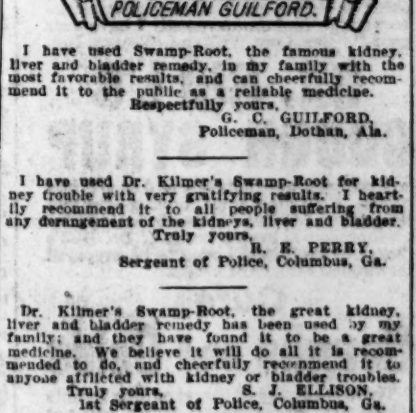 POLICEMAN GUILFORD.
I have used Swamp-Root, the famous kidney,
liver and bladder remedy, in my family with the
most favorable results, and can cheerfully recom-
mend it to the public as a reliable medicine.
Respectfully yours,
G. C. GUILFORD,
Policeman, Dothan, Ala.
I have used Dr. Kilmer's Swamp-Root for kid-
ney trouble with very gratifying results. I heart-
ily recommend it to all people suffering from
any derangement of the kidneys, liver and bladder.
Truly yours,
R. E. PERRY,
Sergeant of Police, Columbus, Ga.
Dr. Kilmer's Swamp-Root, the great kidney,
liver and bladder remedy has been used by my
family; and they have found it to be a great
medicine. We believe it will do all it is recom-
mended to do, and cheerfully recommend it to
anyone afflicted with kidney or bladder troubles.
Truly yours, S. J. ELLISON,
1st Sergeant of Police, Columbus, Ga.